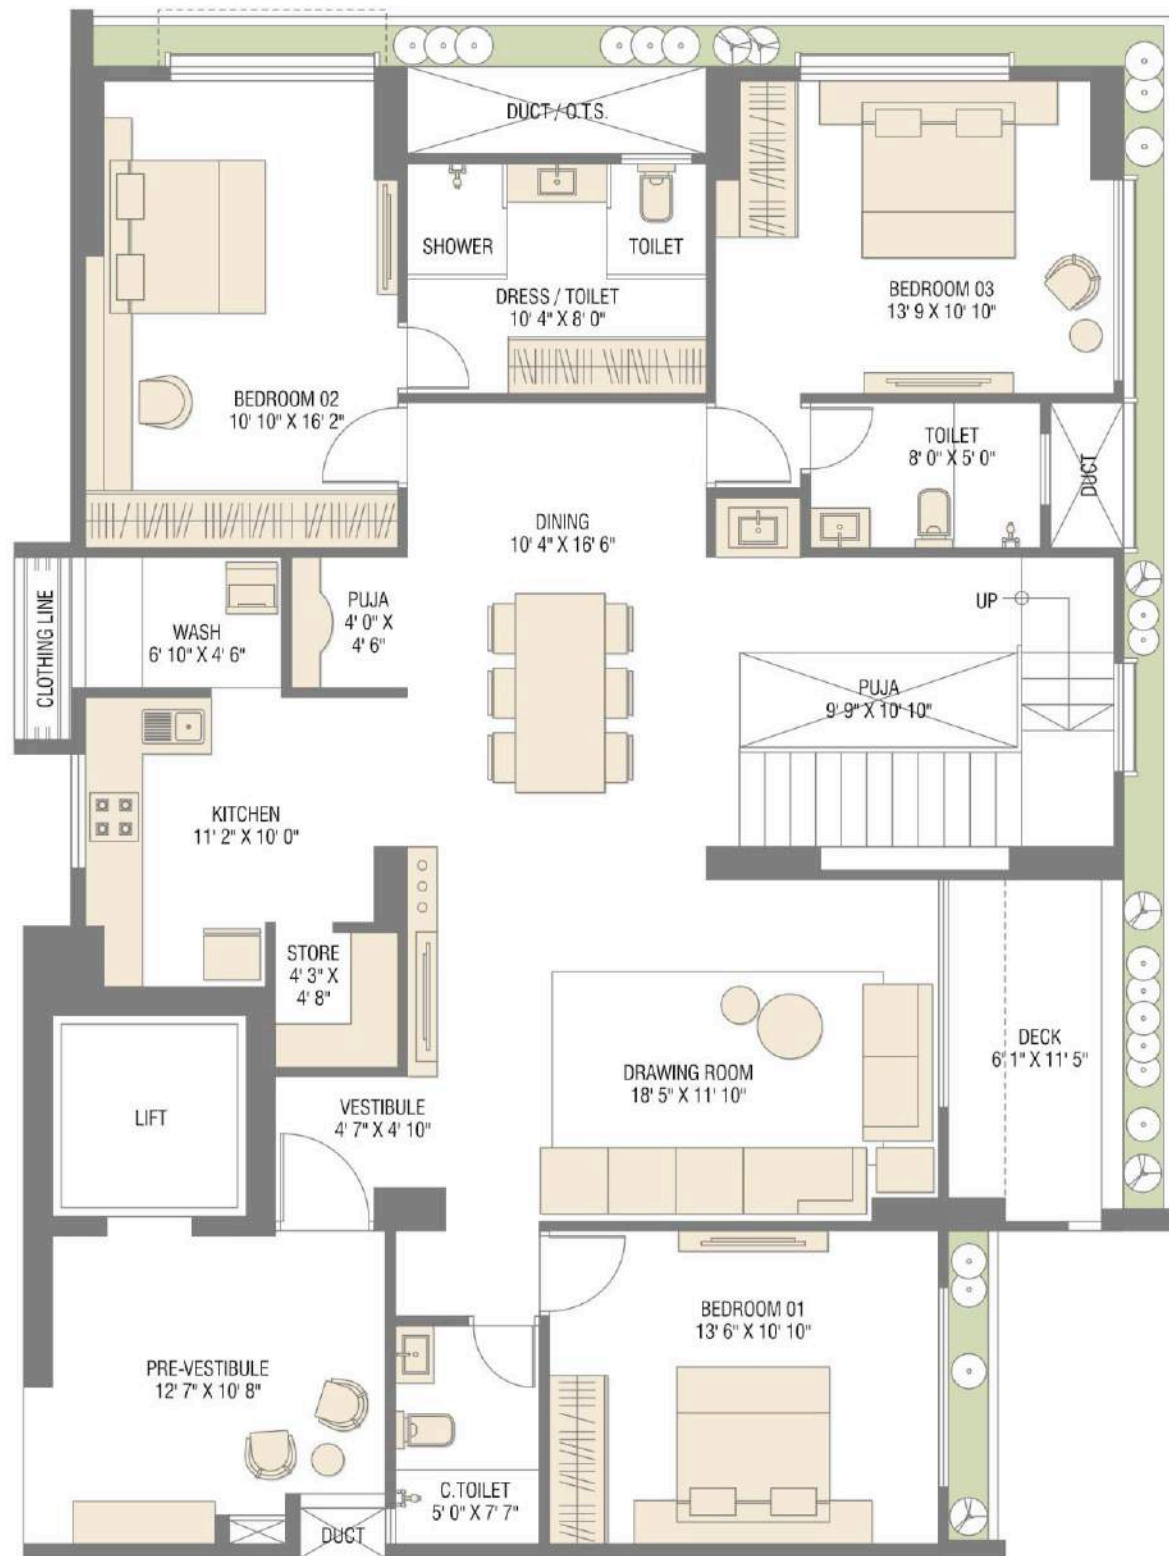 DUCT / O.T.S.
SHOWER
TOILET
DRESS / TOILET
10' 4" X 8' 0"
BEDROOM 03
13' 9 X 10' 10"
BEDROOM 02
10' 10" X 16' 2"
TOILET
8' 0" X 5' 0"
DUCT
DINING
10' 4" X 16' 6"
CLOTHING LINE
WASH
6' 10" X 4' 6"
PUJA
4' 0" X
4' 6"
UP
PUJA
9' 9" X 10' 10"
KITCHEN
11' 2" X 10' 0"
STORE
4' 3" X
4' 8"
DECK
6' 1" X 11' 5"
DRAWING ROOM
18' 5" X 11' 10"
LIFT
VESTIBULE
4' 7" X 4' 10"
BEDROOM 01
13' 6" X 10' 10"
PRE-VESTIBULE
12' 7" X 10' 8"
C.TOILET
5' 0" X 7' 7"
DUCT